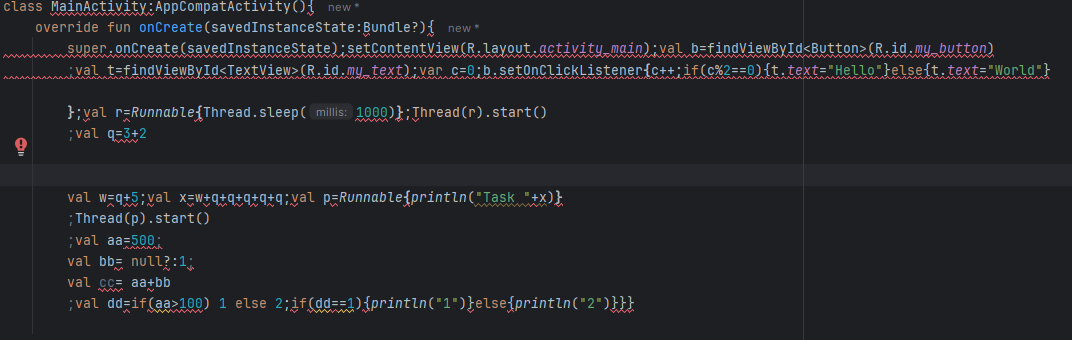 class MainActivity:AppCompatActivity(){ new *
override fun onCreate(savedInstanceState:Bundle?){ new *
super.onCreate(savedInstanceState);setContentView(R.layout.activity_main);val b=findViewById<Button>(R.id.my_button)
;val t=findViewById<TextView>(R.id.my_text);var c=0;b.setOnClickListener{c++;if(c%2==0){t.text="Hello"}else{t.text="World"}
};val r=Runnable{Thread.sleep( millis: 1000)};Thread(r).start()
;val q=3+2
val w=q+5;val x=w+q+q+q+q+q;val p=Runnable{println("Task "+x)}
;Thread(p).start()
;val aa=500;
val bb= null?:1;
val cc= aa+bb
;val dd=if(aa>100) 1 else 2;if(dd==1){println("1")}else{println("2")}}}